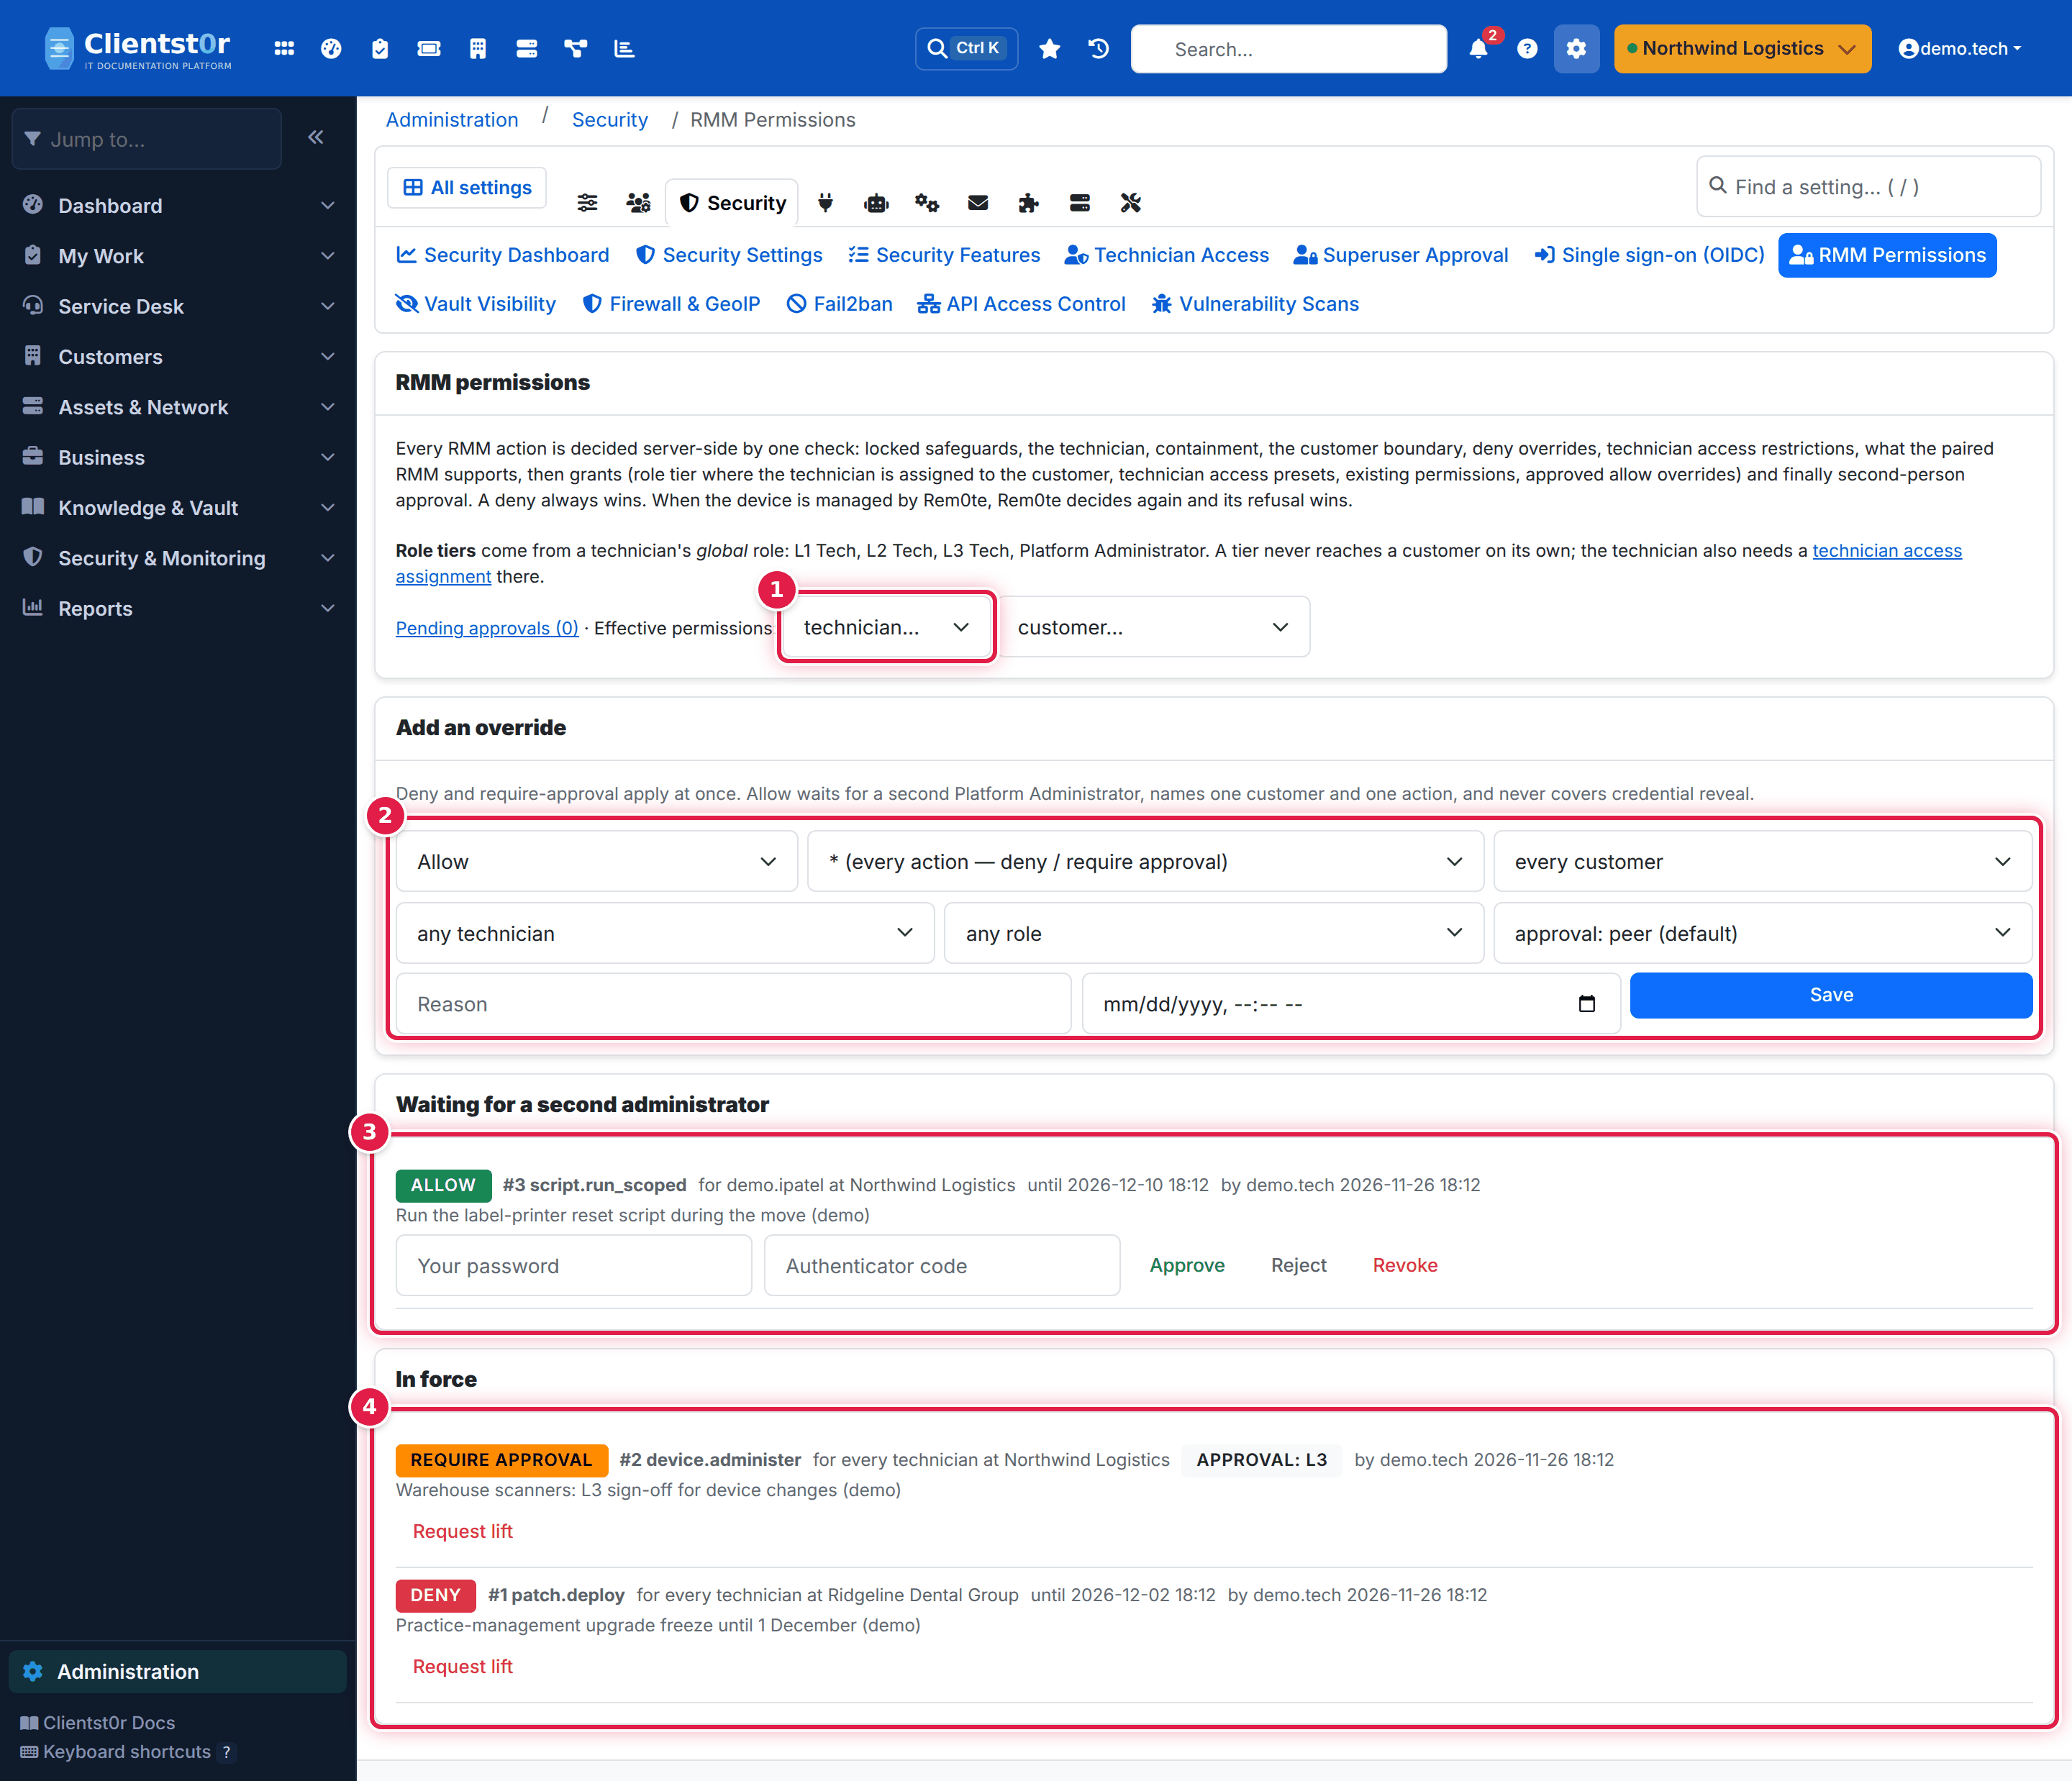 Clientst0r
IT DOCUMENTATION PLATFORM
Ctrl K
Search...
2
?
Northwind Logistics
demo.tech
Jump to...
Dashboard
My Work
Service Desk
Customers
Assets & Network
Business
Knowledge & Vault
Security & Monitoring
Reports
Administration
Clientst0r Docs
Keyboard shortcuts ?
Administration / Security / RMM Permissions
All settings
Security
Find a setting... ( / )
Security Dashboard
Security Settings
Security Features
Technician Access
Superuser Approval
Single sign-on (OIDC)
RMM Permissions
Vault Visibility
Firewall & GeoIP
Fail2ban
API Access Control
Vulnerability Scans
RMM permissions
Every RMM action is decided server-side by one check: locked safeguards, the technician, containment, the customer boundary, deny overrides, technician access restrictions, what the paired
RMM supports, then grants (role tier where the technician is assigned to the customer, technician access presets, existing permissions, approved allow overrides) and finally second-person
approval. A deny always wins. When the device is managed by Rem0te, Rem0te decides again and its refusal wins.
Role tiers come from a technician's global role: L1 Tech, L2 Tech, L3 Tech, Platform Administrator. A tier never reaches a customer on its own; the technician also needs a technician access
assignment there.
1
Pending approvals (0) · Effective permissions
technician...
customer...
Add an override
Deny and require-approval apply at once. Allow waits for a second Platform Administrator, names one customer and one action, and never covers credential reveal.
2
Allow
* (every action — deny / require approval)
every customer
any technician
any role
approval: peer (default)
Reason
mm/dd/yyyy, --:-- --
Save
Waiting for a second administrator
3
ALLOW #3 script.run_scoped for demo.ipatel at Northwind Logistics until 2026-12-10 18:12 by demo.tech 2026-11-26 18:12
Run the label-printer reset script during the move (demo)
Your password
Authenticator code
Approve
Reject
Revoke
In force
4
REQUIRE APPROVAL #2 device.administer for every technician at Northwind Logistics APPROVAL: L3 by demo.tech 2026-11-26 18:12
Warehouse scanners: L3 sign-off for device changes (demo)
Request lift
DENY #1 patch.deploy for every technician at Ridgeline Dental Group until 2026-12-02 18:12 by demo.tech 2026-11-26 18:12
Practice-management upgrade freeze until 1 December (demo)
Request lift